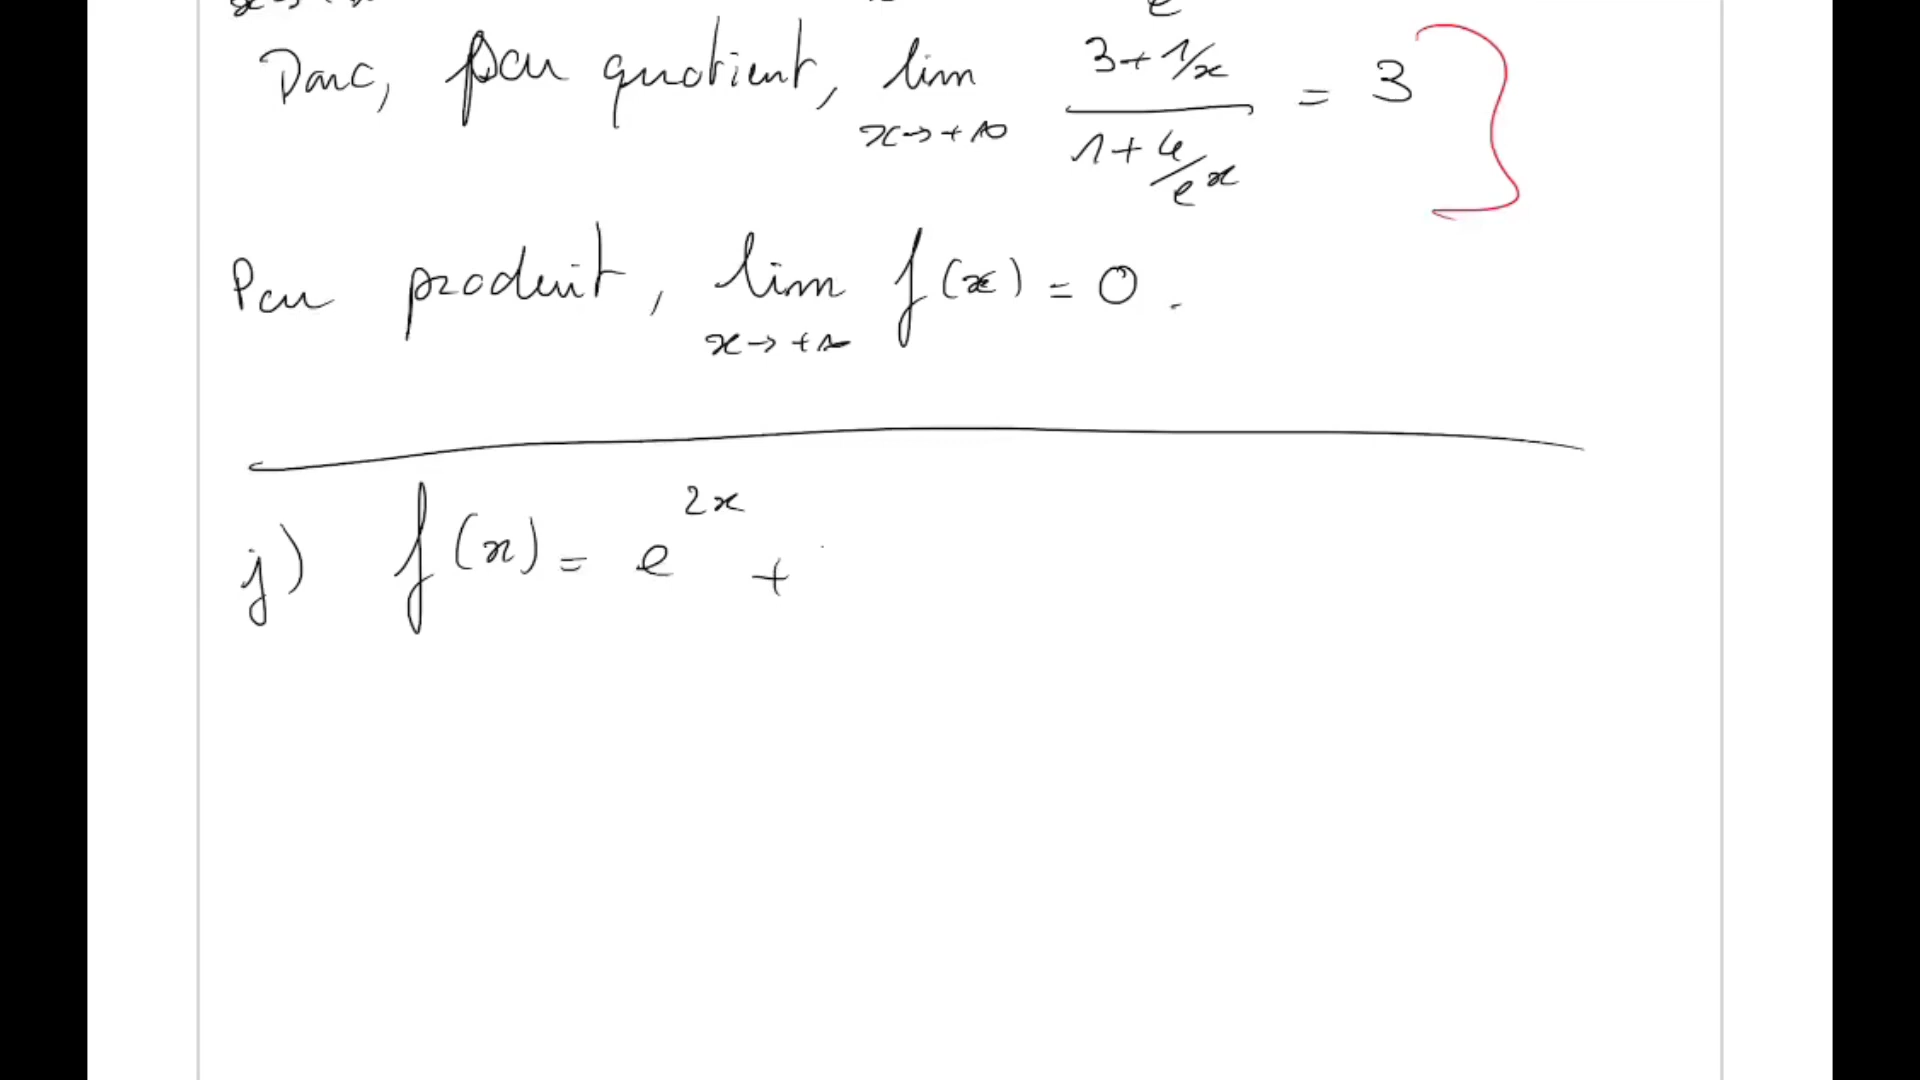 Donc, par quotient, lim x→+∞ (3+1/x)/(1+4/e^x) = 3
Par produit, lim x→+∞ f(x) = 0.
j) f(x) = e^2x +